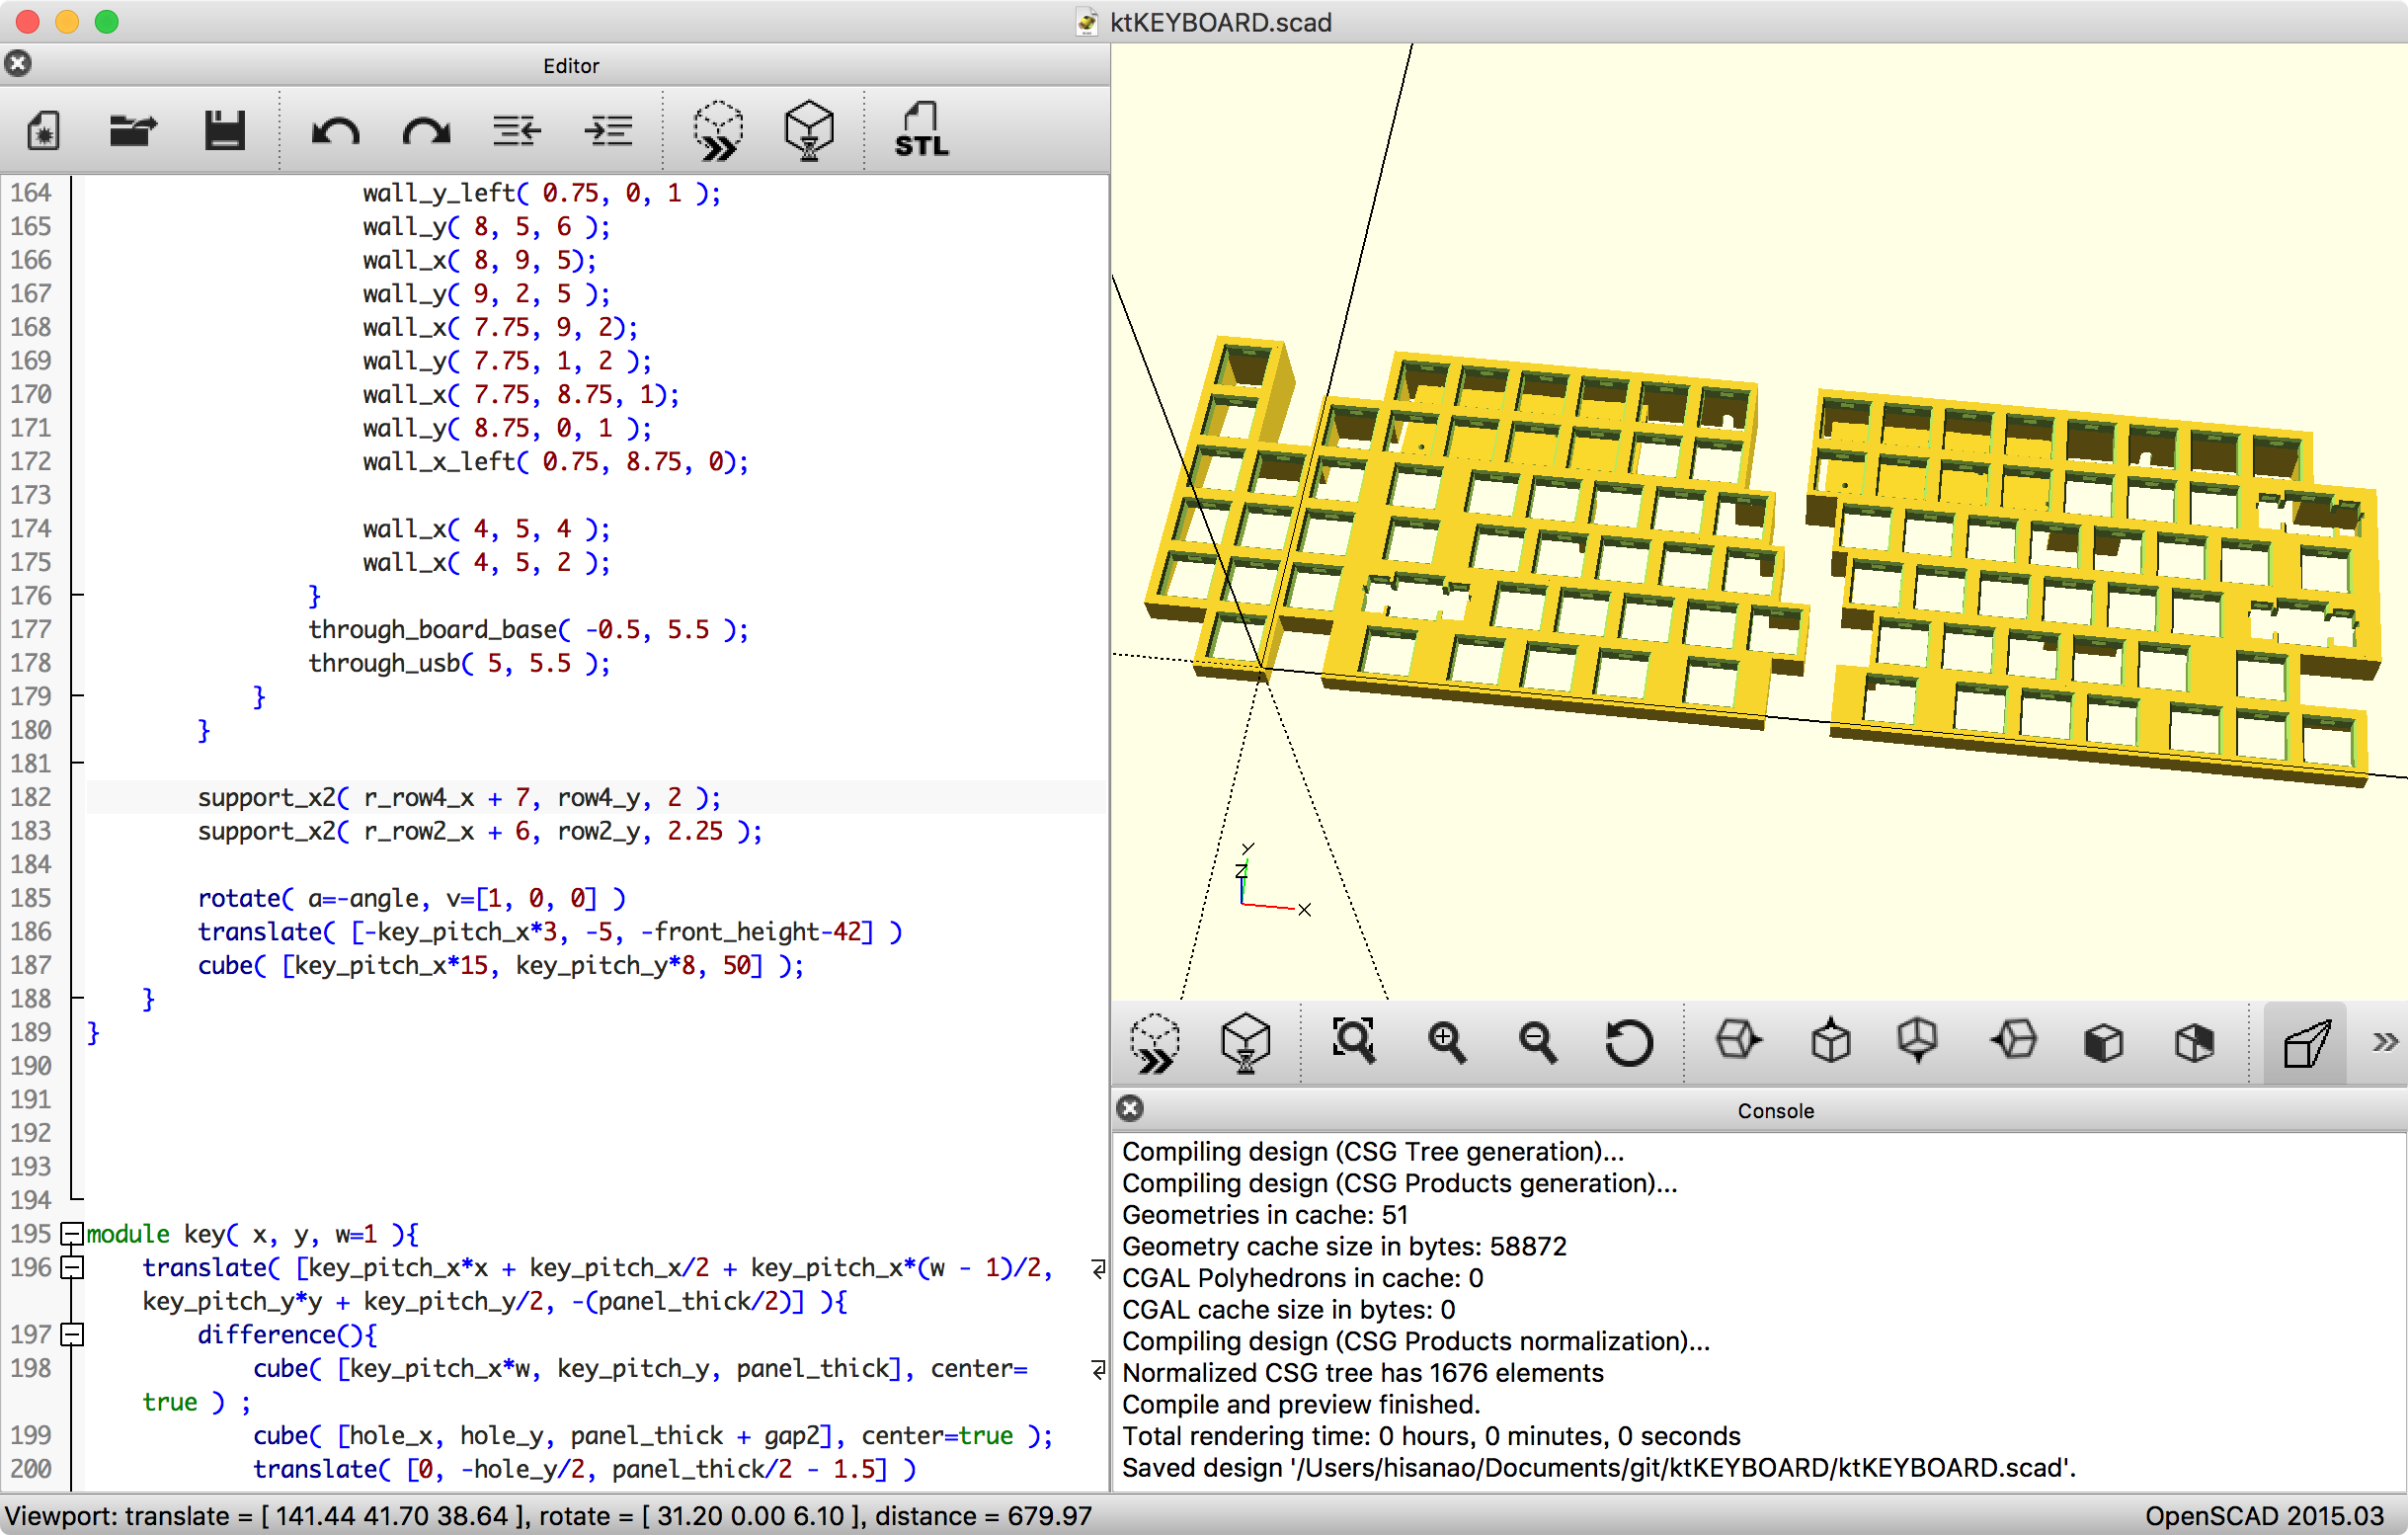 ktKEYBOARD.scad
Editor
STL
164 wall_y_left( 0.75, 0, 1 );
165 wall_y( 8, 5, 6 );
166 wall_x( 8, 9, 5);
167 wall_y( 9, 2, 5 );
168 wall_x( 7.75, 9, 2);
169 wall_y( 7.75, 1, 2 );
170 wall_x( 7.75, 8.75, 1);
171 wall_y( 8.75, 0, 1 );
172 wall_x_left( 0.75, 8.75, 0);
173
174 wall_x( 4, 5, 4 );
175 wall_x( 4, 5, 2 );
176 }
177 through_board_base( -0.5, 5.5 );
178 through_usb( 5, 5.5 );
179 }
180 }
181
182 support_x2( r_row4_x + 7, row4_y, 2 );
183 support_x2( r_row2_x + 6, row2_y, 2.25 );
184
185 rotate( a=-angle, v=[1, 0, 0] )
186 translate( [-key_pitch_x*3, -5, -front_height-42] )
187 cube( [key_pitch_x*15, key_pitch_y*8, 50] );
188 }
189 }
190
191
192
193
194
195 module key( x, y, w=1 ){
196 translate( [key_pitch_x*x + key_pitch_x/2 + key_pitch_x*(w - 1)/2,
key_pitch_y*y + key_pitch_y/2, -(panel_thick/2)] ){
197 difference(){
198 cube( [key_pitch_x*w, key_pitch_y, panel_thick], center=
true ) ;
199 cube( [hole_x, hole_y, panel_thick + gap2], center=true );
200 translate( [0, -hole_y/2, panel_thick/2 - 1.5] )
Y
Z
X
Console
Compiling design (CSG Tree generation)...
Compiling design (CSG Products generation)...
Geometries in cache: 51
Geometry cache size in bytes: 58872
CGAL Polyhedrons in cache: 0
CGAL cache size in bytes: 0
Compiling design (CSG Products normalization)...
Normalized CSG tree has 1676 elements
Compile and preview finished.
Total rendering time: 0 hours, 0 minutes, 0 seconds
Saved design '/Users/hisanao/Documents/git/ktKEYBOARD/ktKEYBOARD.scad'.
Viewport: translate = [ 141.44 41.70 38.64 ], rotate = [ 31.20 0.00 6.10 ], distance = 679.97
OpenSCAD 2015.03